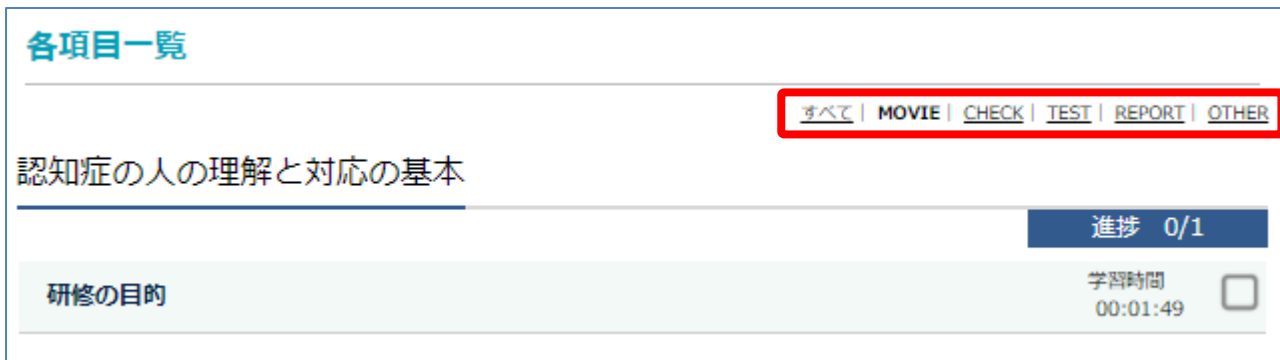 各項目一覧
すべて| MOVIE| CHECK| TEST| REPORT| OTHER
認知症の人の理解と対応の基本
進捗 0/1
研修の目的
学習時間
00:01:49